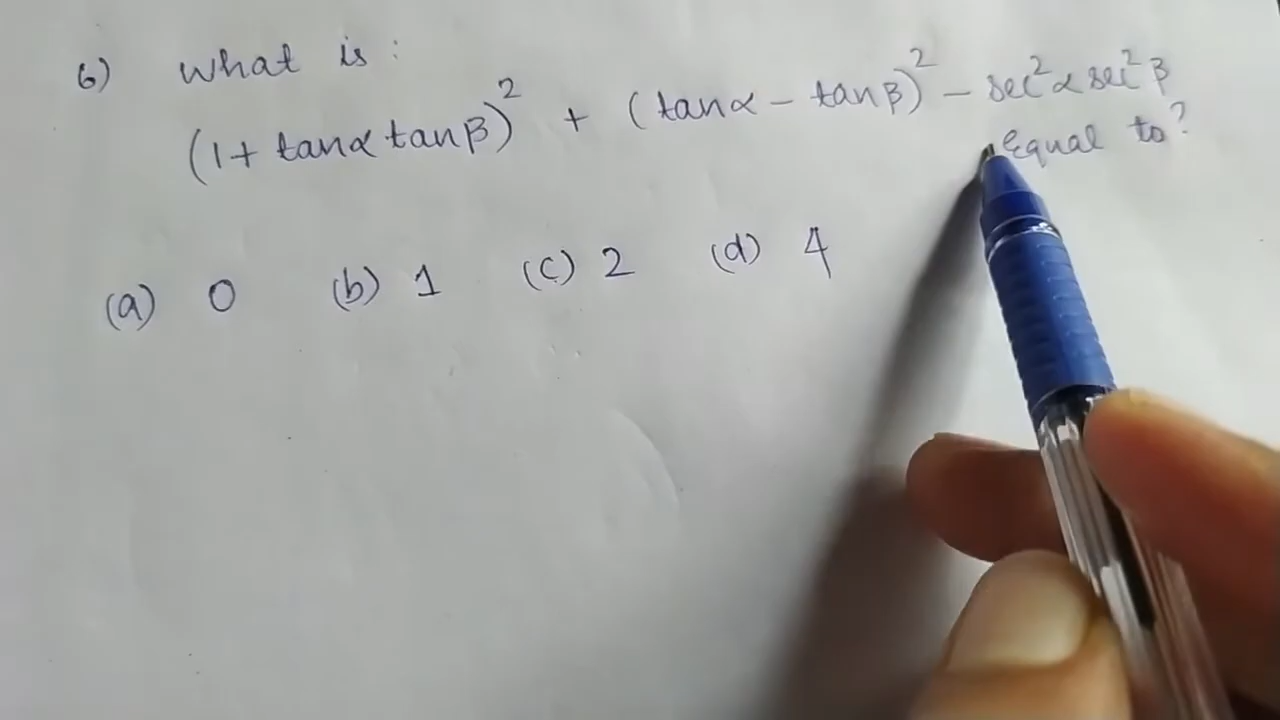 6) What is:
(1 + tanα tanβ)² + (tanα − tanβ)² − sec²α sec²β
Equal to?
(a) 0 (b) 1 (c) 2 (d) 4